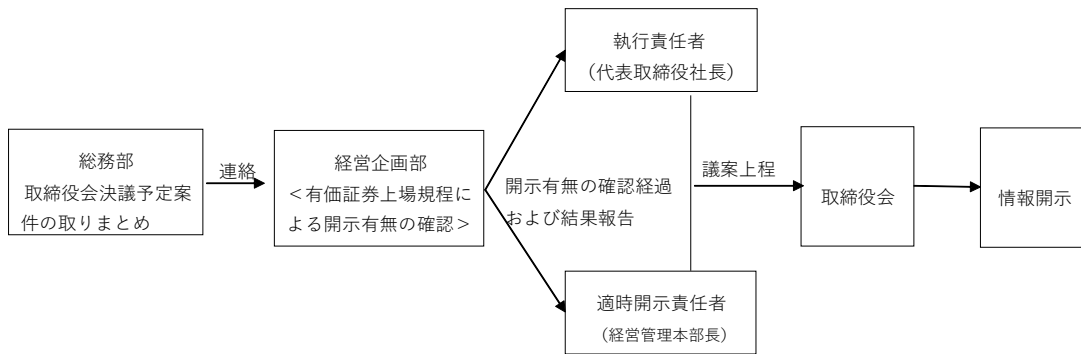 総務部
取締役会決議予定案
件の取りまとめ
連絡
経営企画部
＜有価証券上場規程に
よる開示有無の確認＞
執行責任者
（代表取締役社長）
開示有無の確認経過
および結果報告
適時開示責任者
（経営管理本部長）
議案上程
取締役会
情報開示